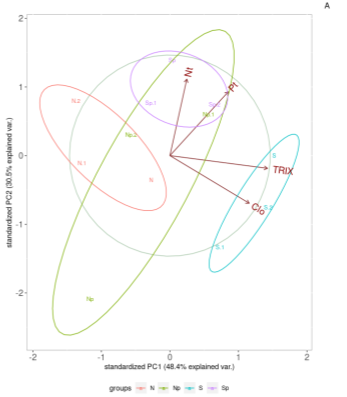 A
2
1
0
-1
-2
standardized PC2 (30.5% explained var.)
Sp
Nt
Pt
N.2
Sp.1
Np.1
Np.2
N.1
N
S
TRIX
Clo
S.2
S.1
Np
-2
-1
0
1
2
standardized PC1 (48.4% explained var.)
groups N Np S Sp